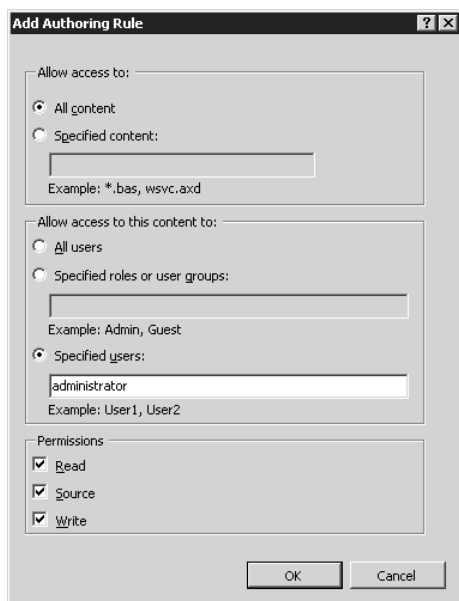 Add Authoring Rule
Allow access to:
All content
Specified content:
Example: *.bas, wsvc.axd
Allow access to this content to:
All users
Specified roles or user groups:
Example: Admin, Guest
Specified users:
administrator
Example: User1, User2
Permissions
Read
Source
Write
OK Cancel